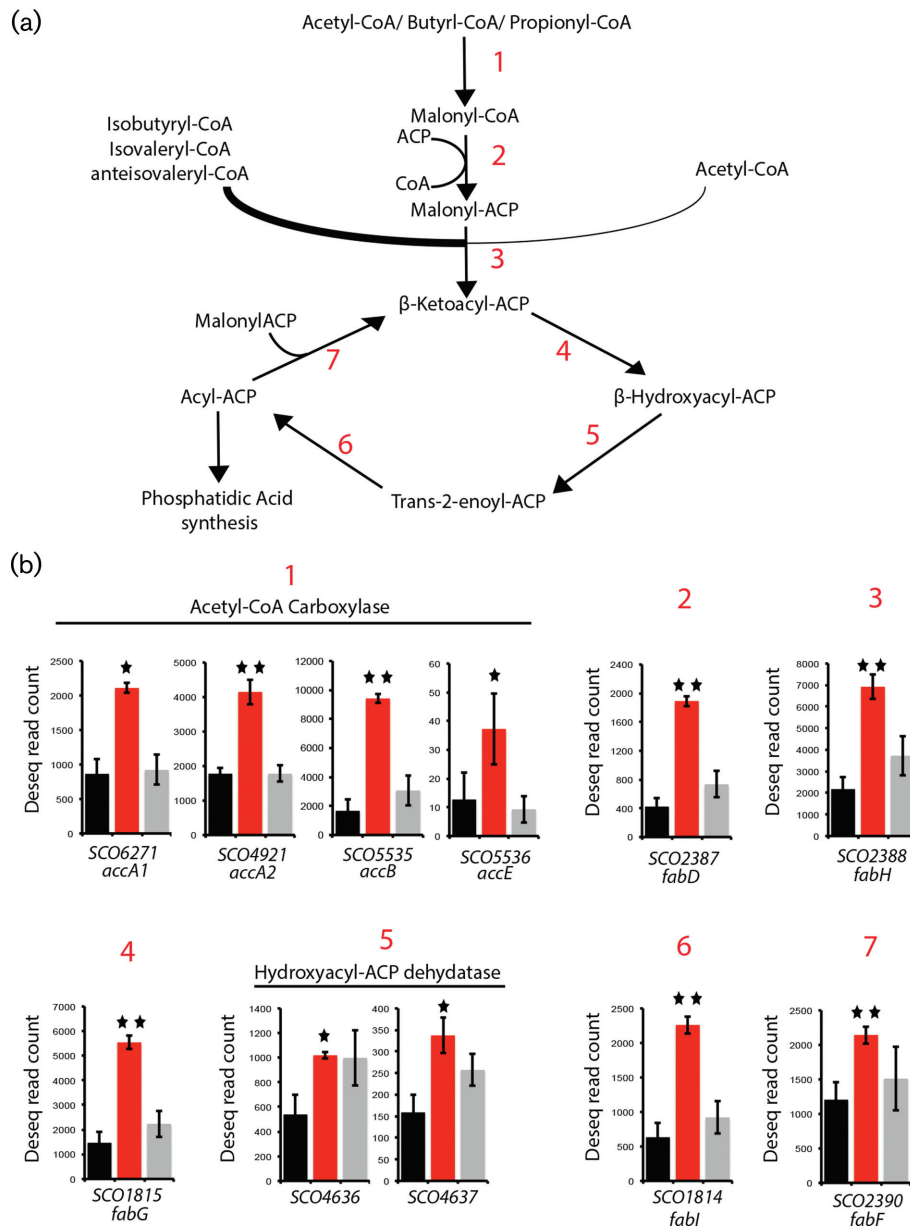 (a)
Acetyl-CoA/ Butyrl-CoA/ Propionyl-CoA
1
Malonyl-CoA
Isobutyryl-CoA
Isovaleryl-CoA
anteisovaleryl-CoA
ACP
2
CoA
Acetyl-CoA
Malonyl-ACP
3
β-Ketoacyl-ACP
MalonylACP
7
4
Acyl-ACP
β-Hydroxyacyl-ACP
6
5
Phosphatidic Acid
synthesis
Trans-2-enoyl-ACP
(b)
1
Acetyl-CoA Carboxylase
2
3
Deseq read count
2500
2000
1500
1000
500
0
SCO6271
accA1
5000
4000
3000
2000
1000
0
SCO4921
accA2
12000
10000
8000
6000
4000
2000
0
SCO5535
accB
60
50
40
30
20
10
0
SCO5536
accE
Deseq read count
2400
2000
1600
1200
800
400
0
SCO2387
fabD
Deseq read count
8000
7000
6000
5000
4000
3000
2000
1000
0
SCO2388
fabH
4
5
Hydroxyacyl-ACP dehydatase
6
7
Deseq read count
7000
6000
5000
4000
3000
2000
1000
0
SCO1815
fabG
Deseq read count
1400
1200
1000
800
600
400
200
0
SCO4636
400
350
300
250
200
150
100
50
0
SCO4637
Deseq read count
2500
2000
1500
1000
500
0
SCO1814
fabI
Deseq read count
2500
2000
1500
1000
500
0
SCO2390
fabF